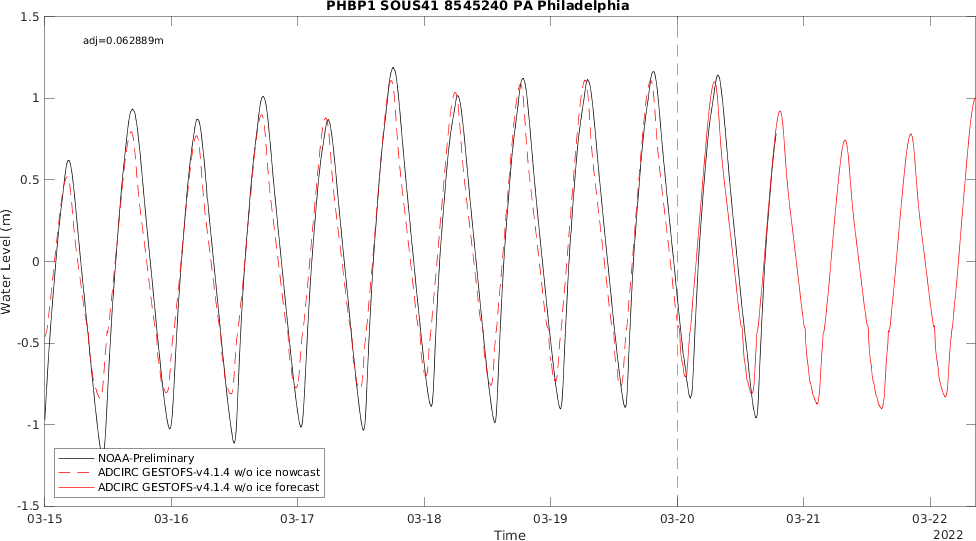 PHBP1 SOUS41 8545240 PA Philadelphia
1.5
adj=0.062889m
1
0.5
0
-0.5
-1
-1.5
Water Level (m)
NOAA-Preliminary
ADCIRC GESTOFS-v4.1.4 w/o ice nowcast
ADCIRC GESTOFS-v4.1.4 w/o ice forecast
03-15 03-16 03-17 03-18 03-19 03-20 03-21 03-22
Time
2022